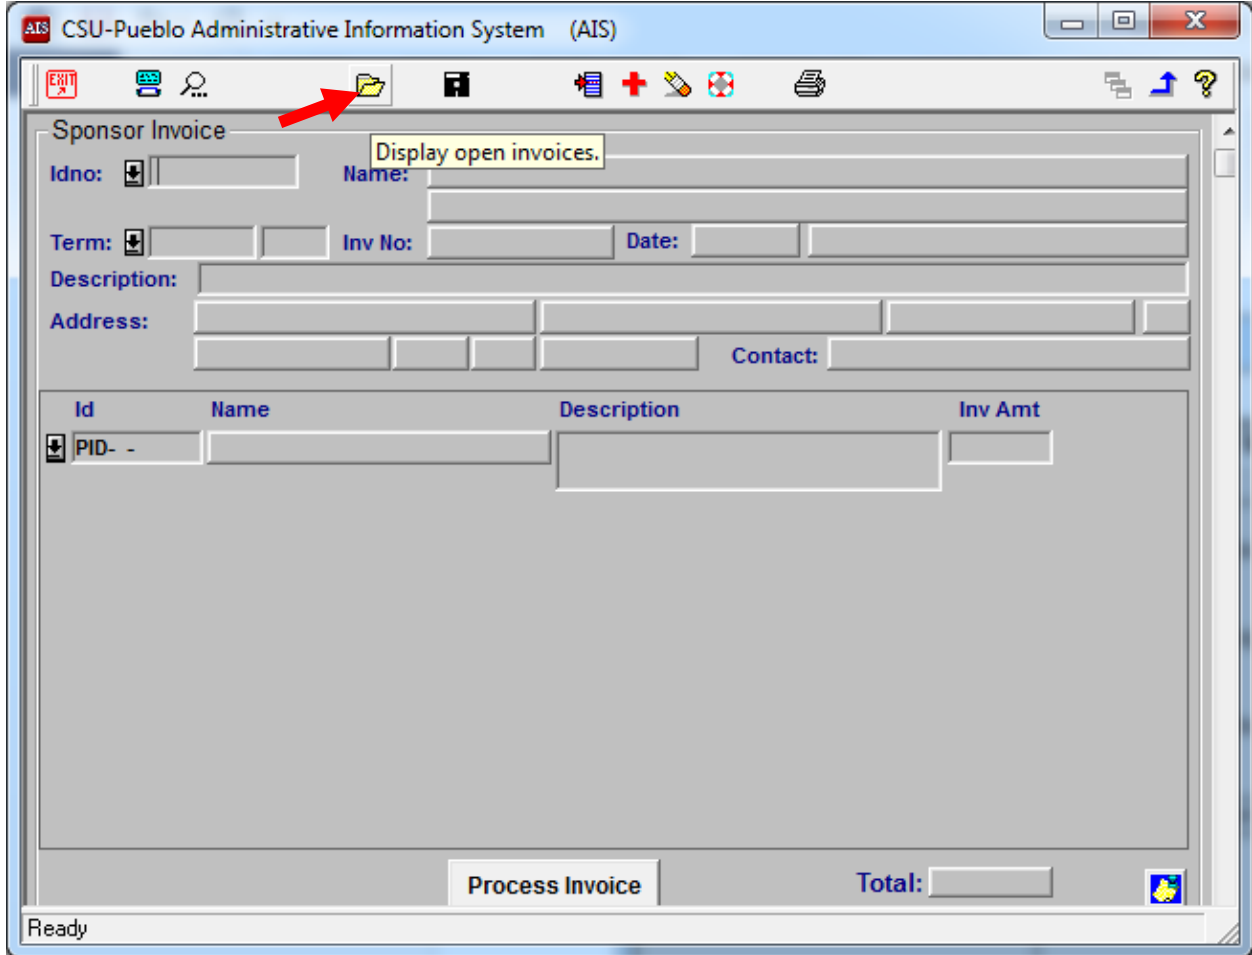 AIS CSU-Pueblo Administrative Information System (AIS)
EXIT
Sponsor Invoice
Display open invoices.
Idno: Name:
Term: Inv No: Date:
Description:
Address:
Contact:
Id Name Description Inv Amt
PID- -
Process Invoice Total:
Ready